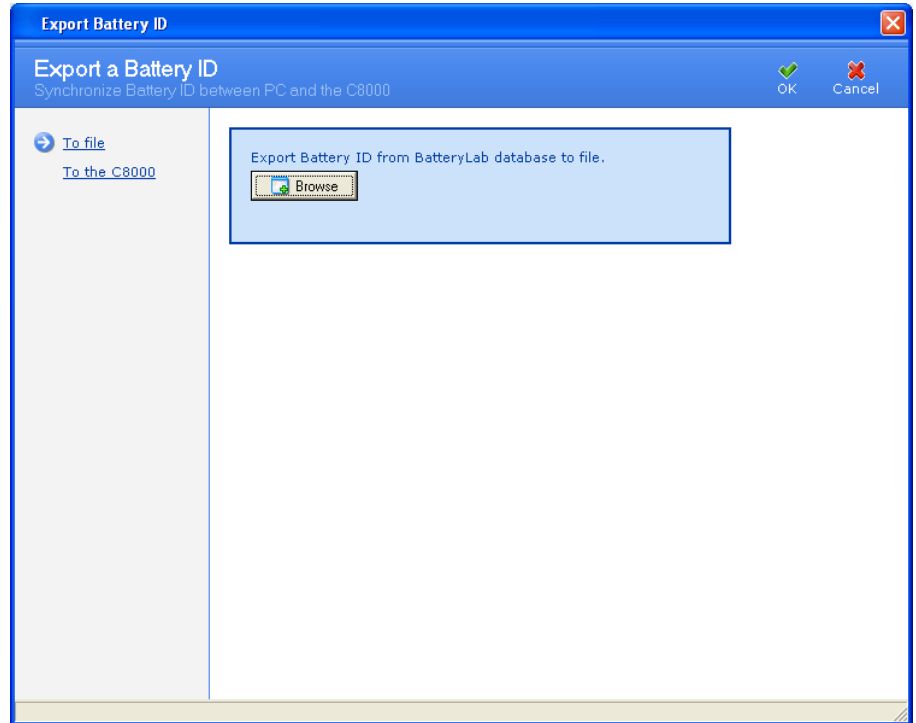 Export Battery ID
Export a Battery ID
Synchronize Battery ID between PC and the C8000
OK
Cancel
To file
To the C8000
Export Battery ID from BatteryLab database to file.
Browse